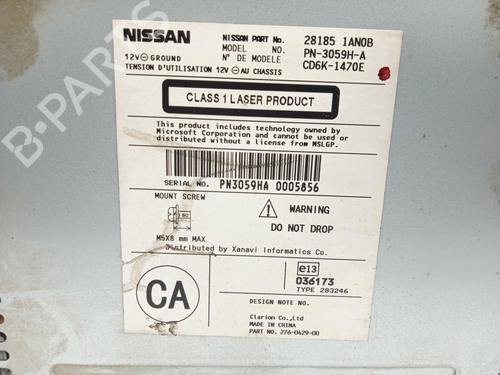 NISSAN
NISSAN PART No. 28185 1AN0B
MODEL NO. PN-3059H-A
N° DE MODELE CD6K-1470E
12V⊖GROUND
TENSION D'UTILISATION 12V⊖AU CHASSIS
CLASS 1 LASER PRODUCT
This product includes technology owned by
Microsoft Corporation and cannot be used or
distributed without a license from MSLGP.
SERIAL NO. PN3059HA 0005856
MOUNT SCREW
M5X8 mm MAX
WARNING
DO NOT DROP
Distributed by Xanavi Informatics Co.
CA
e13
036173
TYPE 283246
DESIGN NOTE NO.
Clarion Co.,Ltd
MADE IN CHINA
PART NO. 276-0429-00
B-PARTS